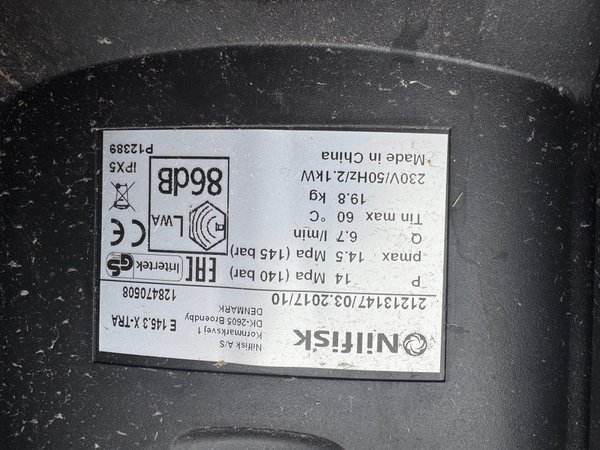 Nilfisk
Nilfisk A/S
Kornmarksvej 1
DK-2605 Broendby
DENMARK
E 145.3 X-TRA
21213147/03.2017/10
128470508
P 14 Mpa (140 bar)
pmax 14.5 Mpa (145 bar)
Q 6.7 l/min
Tin max 60 °C
19.8 kg
230V/50Hz/2.1KW
Made in China
EAC
GS
Intertek
CE
LWA
86dB
IPX5
P12389